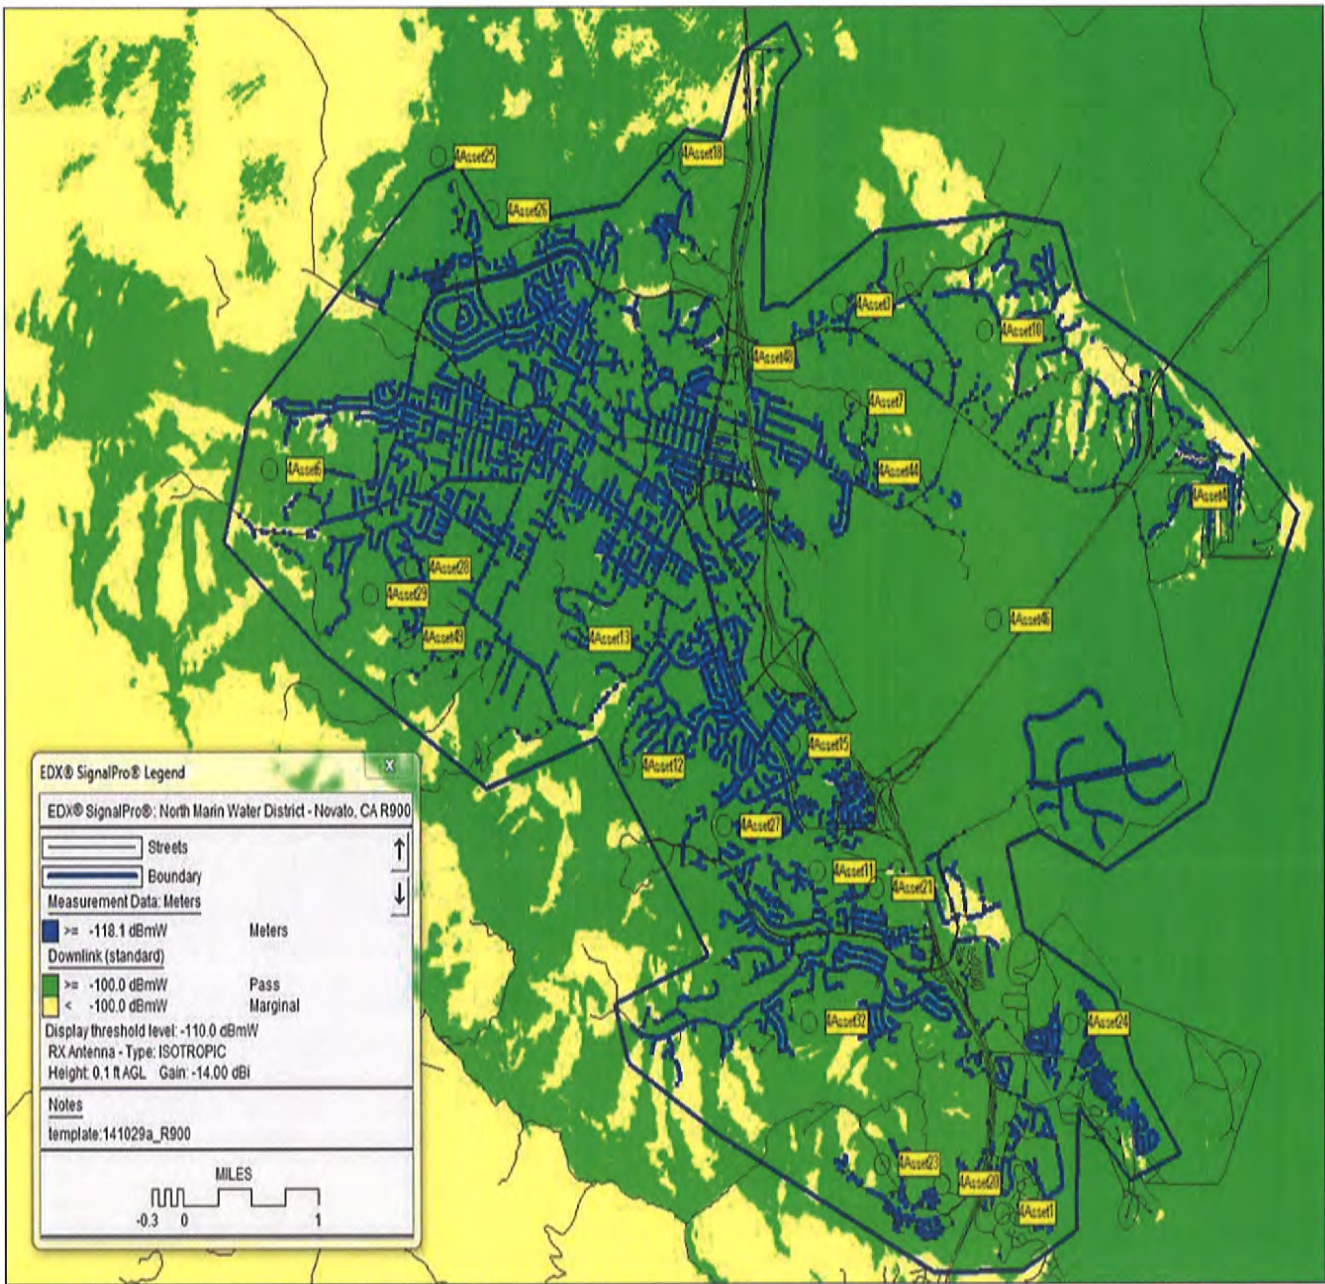 4Asset25
4Asset18
4Asset26
4Asset3
4Asset10
4Asset48
4Asset7
4Asset6
4Asset44
4Asset4
4Asset28
4Asset29
4Asset46
4Asset49
4Asset13
4Asset15
4Asset12
4Asset27
4Asset11
4Asset21
4Asset32
4Asset24
4Asset23
4Asset20
4Asset1
EDX® SignalPro® Legend
X
EDX® SignalPro®: North Marin Water District - Novato, CA R900
Streets
Boundary
Measurement Data: Meters
>= -118.1 dBmW Meters
Downlink (standard)
>= -100.0 dBmW Pass
< -100.0 dBmW Marginal
Display threshold level: -110.0 dBmW
RX Antenna - Type: ISOTROPIC
Height: 0.1 ft AGL Gain: -14.00 dBi
Notes
template:141029a_R900
MILES
-0.3 0 1